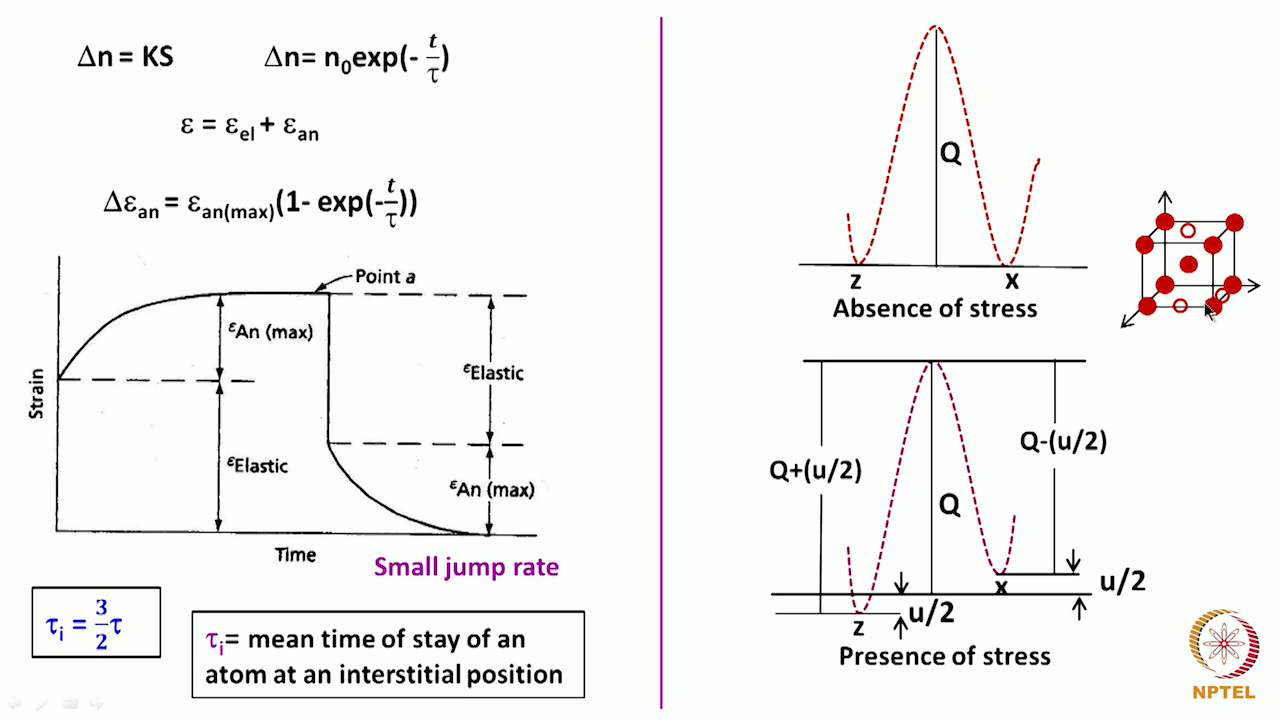 Δn = KS
Δn= n₀exp(- t/τ)
ε = εel + εan
Δεan = εan(max)(1- exp(-t/τ))
Point a
εAn (max)
εElastic
Strain
εElastic
εAn (max)
Time
Small jump rate
τi = 3/2 τ
τi= mean time of stay of an
atom at an interstitial position
Q
z
x
Absence of stress
Q+(u/2)
Q-(u/2)
Q
x
u/2
u/2
z
Presence of stress
NPTEL